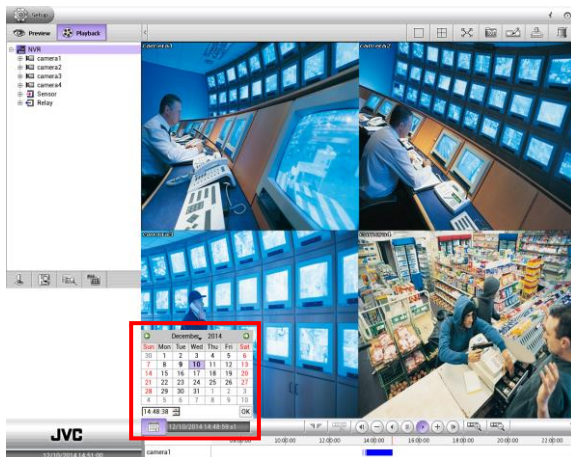 Setup
Preview Playback
NVR
camera1
camera2
camera3
camera4
Sensor
Relay
camera1
camera2
camera3
December, 2014
Sun Mon Tue Wed Thu Fri Sat
30 1 2 3 4 5 6
7 8 9 10 11 12 13
14 15 16 17 18 19 20
21 22 23 24 25 26 27
28 29 30 31 1 2 3
4 5 6 7 8 9 10
14:48:38 OK
12/10/2014 14:48:59 x1
JVC
12/10/2014 14:51:00
10:00:00 12:00:00 14:00:00 16:00:00 18:00:00 20:00:00 22:00:00
camera1